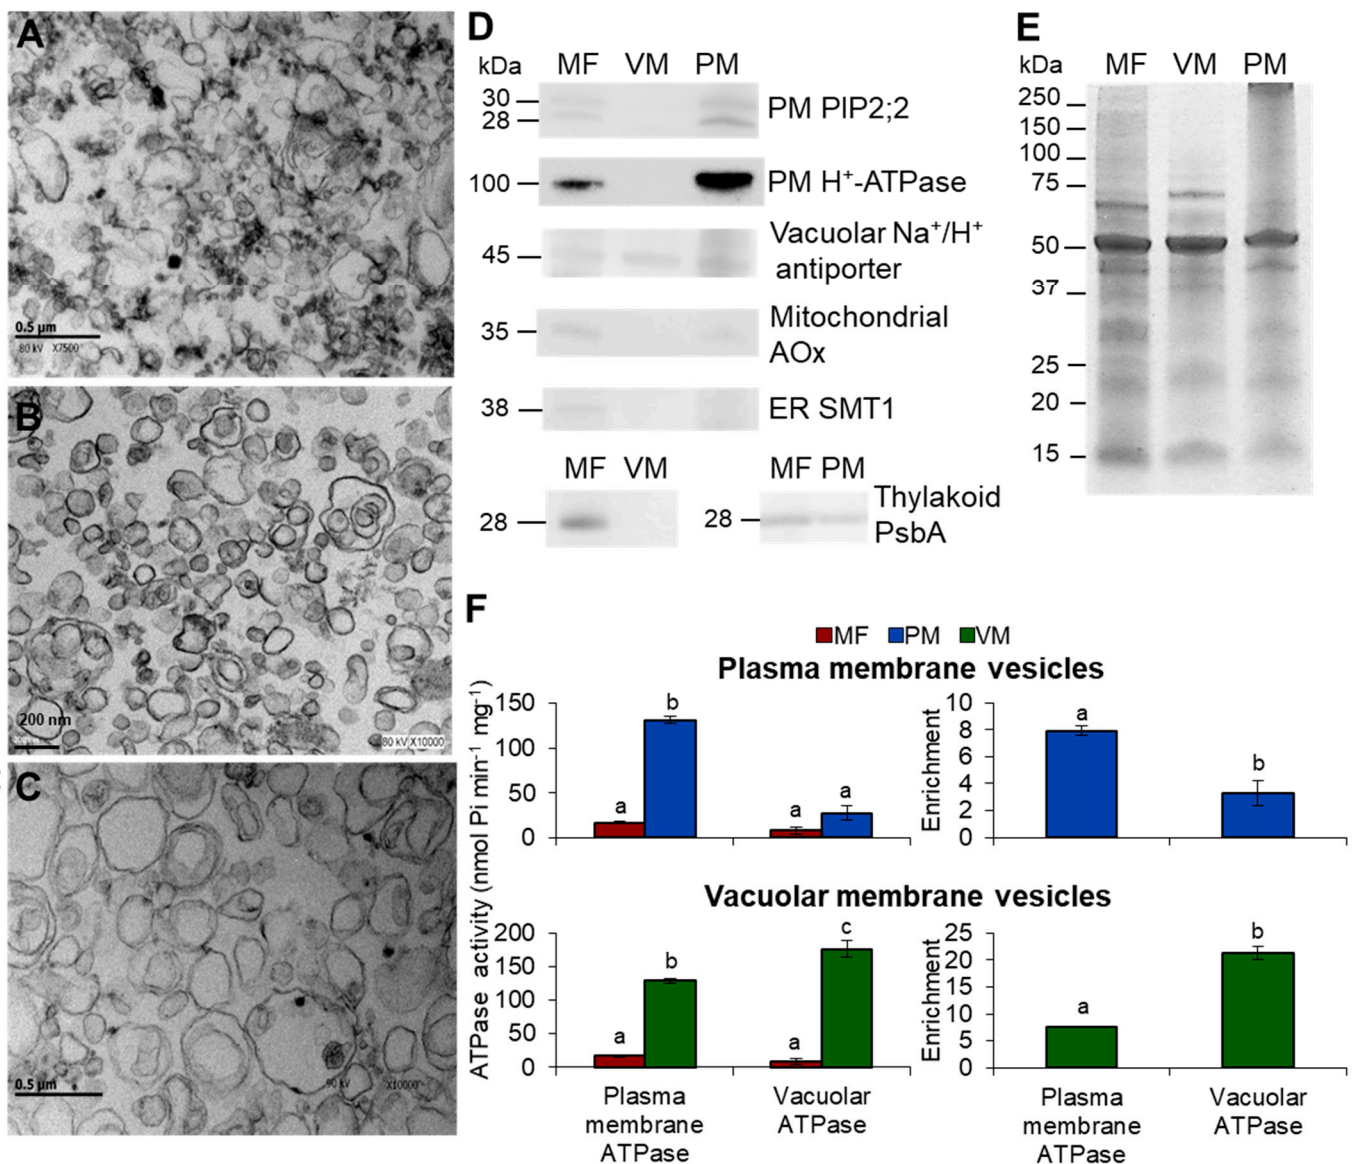 A
0.5 µm
80 kV X7500
B
200 nm
80 kV X10000
C
0.5 µm
90 kV X10000
D
kDa MF VM PM
30
28
PM PIP2;2
100
PM H⁺-ATPase
45
Vacuolar Na⁺/H⁺
antiporter
35
Mitochondrial
AOx
38
ER SMT1
MF VM
28
MF PM
28
Thylakoid
PsbA
E
kDa MF VM PM
250
150
100
75
50
37
25
20
15
F
MF PM VM
Plasma membrane vesicles
ATPase activity (nmol Pi min⁻¹ mg⁻¹)
150
100
50
0
a
b
a
a
Enrichment
10
8
6
4
2
0
a
b
Vacuolar membrane vesicles
200
150
100
50
0
a
b
a
c
Plasma
membrane
ATPase
Vacuolar
ATPase
Enrichment
25
20
15
10
5
0
a
b
Plasma
membrane
ATPase
Vacuolar
ATPase